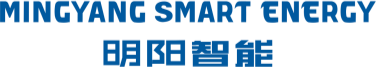 MINGYANG SMART ENERGY
明阳智能